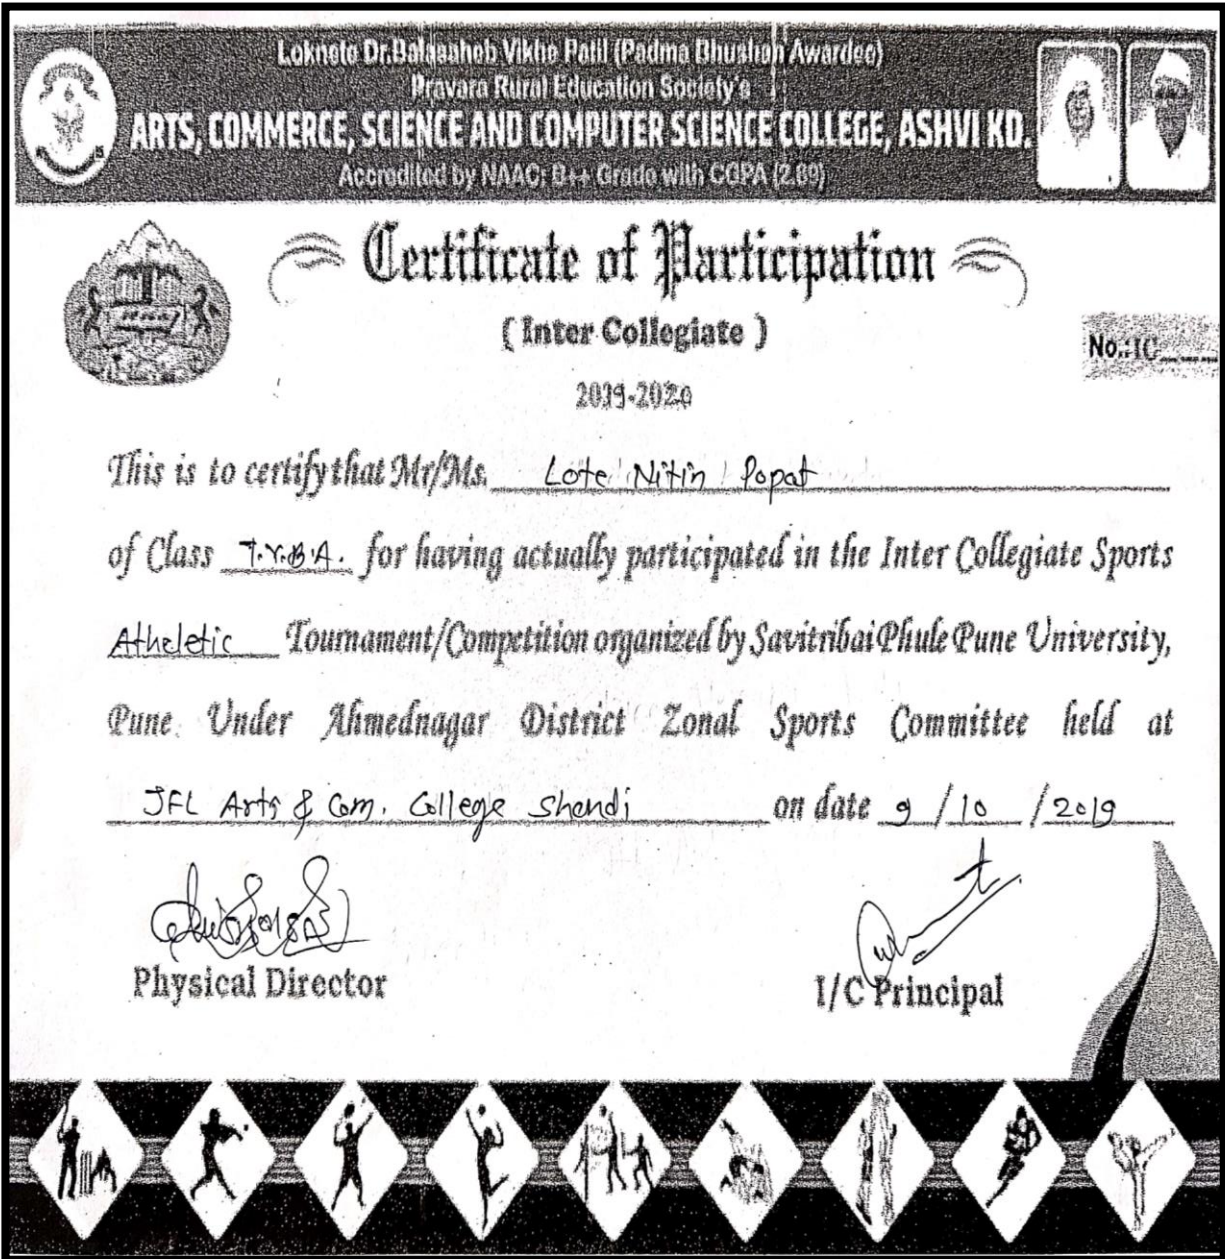 Loknete Dr.Balasaheb Vikhe Patil (Padma Bhushan Awardee)
Pravara Rural Education Society's
ARTS, COMMERCE, SCIENCE AND COMPUTER SCIENCE COLLEGE, ASHVI KD.
Accredited by NAAC: B++ Grade with CGPA (2.89)
Certificate of Participation
( Inter Collegiate )
No.:IC
2019-2020
This is to certify that Mr/Ms. Lote Nitin Popat
of Class T.Y.B.A. for having actually participated in the Inter Collegiate Sports
Atheletic Tournament/Competition organized by Savitribai Phule Pune University,
Pune Under Ahmednagar District Zonal Sports Committee held at
JFL Arts & Com. College Shendi on date 9/10/2019
Physical Director
I/C Principal